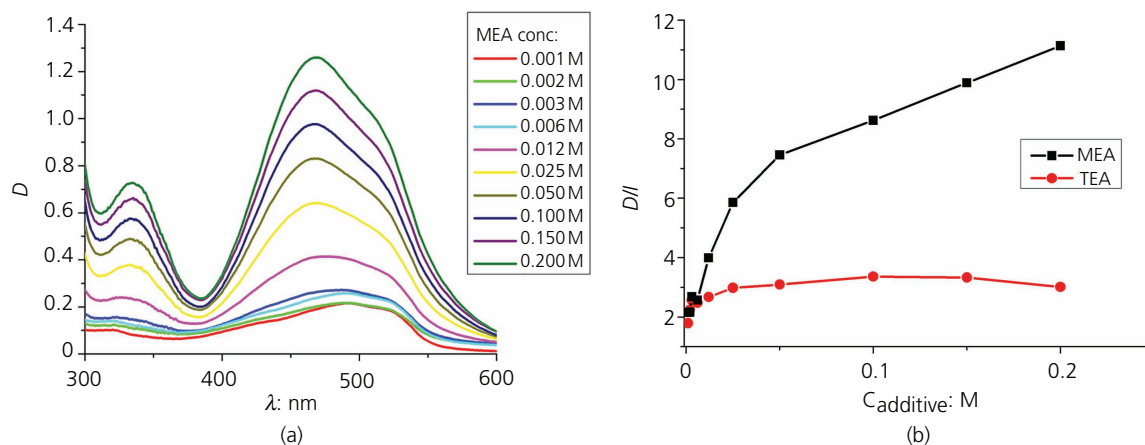 1.4
1.2
1.0
0.8
0.6
0.4
0.2
0
D
300
400
500
600
λ: nm
(a)
MEA conc:
0.001 M
0.002 M
0.003 M
0.006 M
0.012 M
0.025 M
0.050 M
0.100 M
0.150 M
0.200 M
12
10
8
6
4
2
D/I
0
0.1
0.2
Cadditive: M
(b)
MEA
TEA